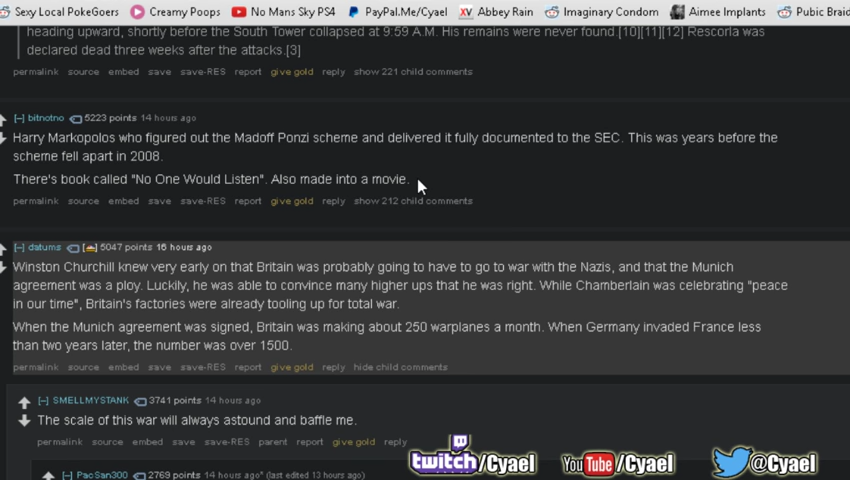 Sexy Local PokeGoers Creamy Poops No Mans Sky PS4 PayPal.Me/Cyael XV Abbey Rain Imaginary Condom Aimee Implants Pubic Braid
heading upward, shortly before the South Tower collapsed at 9:59 A.M. His remains were never found.[10][11][12] Rescorla was
declared dead three weeks after the attacks.[3]
permalink source embed save save-RES report give gold reply show 221 child comments
[-] bitnotno 5223 points 14 hours ago
Harry Markopolos who figured out the Madoff Ponzi scheme and delivered it fully documented to the SEC. This was years before the
scheme fell apart in 2008.
There's book called "No One Would Listen". Also made into a movie.
permalink source embed save save-RES report give gold reply show 212 child comments
[-] datums 5047 points 16 hours ago
Winston Churchill knew very early on that Britain was probably going to have to go to war with the Nazis, and that the Munich
agreement was a ploy. Luckily, he was able to convince many higher ups that he was right. While Chamberlain was celebrating "peace
in our time", Britain's factories were already tooling up for total war.
When the Munich agreement was signed, Britain was making about 250 warplanes a month. When Germany invaded France less
than two years later, the number was over 1500.
permalink source embed save save-RES report give gold reply hide child comments
[-] SMELLMYSTANK 3741 points 14 hours ago
The scale of this war will always astound and baffle me.
permalink source embed save save-RES parent report give gold reply
twitch/Cyael YouTube/Cyael @Cyael
[-] PacSan300 2769 points 14 hours ago* (last edited 13 hours ago)